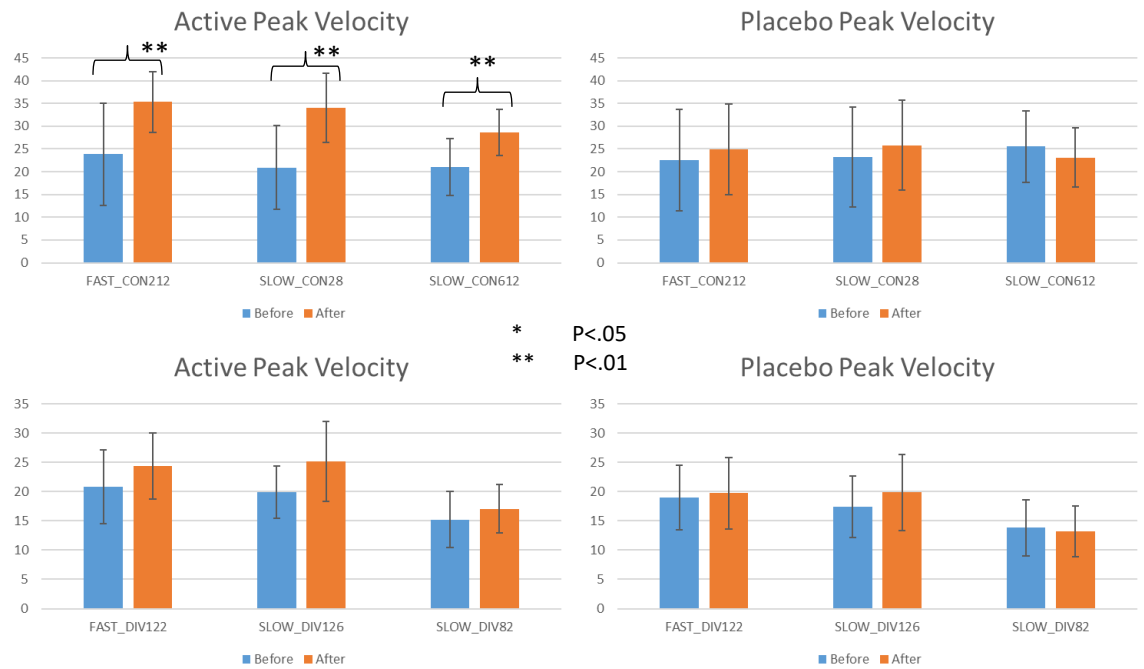 Active Peak Velocity
** ** **
45
40
35
30
25
20
15
10
5
0
FAST_CON212 SLOW_CON28 SLOW_CON612
Before After
Placebo Peak Velocity
45
40
35
30
25
20
15
10
5
0
FAST_CON212 SLOW_CON28 SLOW_CON612
Before After
* P<.05
** P<.01
Active Peak Velocity
35
30
25
20
15
10
5
0
FAST_DIV122 SLOW_DIV126 SLOW_DIV82
Before After
Placebo Peak Velocity
35
30
25
20
15
10
5
0
FAST_DIV122 SLOW_DIV126 SLOW_DIV82
Before After